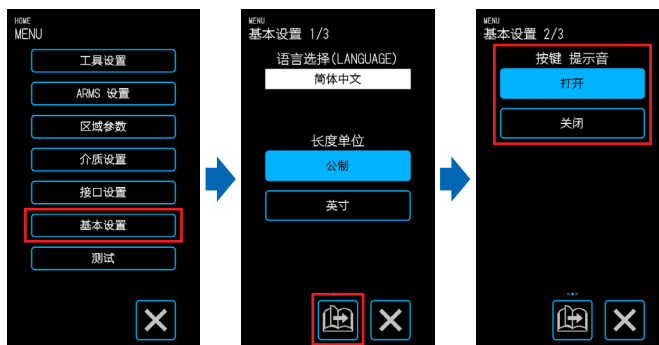 HOME
MENU
工具设置
ARMS 设置
区域参数
介质设置
接口设置
基本设置
测试
MENU
基本设置 1/3
语言选择(LANGUAGE)
简体中文
长度单位
公制
英寸
MENU
基本设置 2/3
按键 提示音
打开
关闭